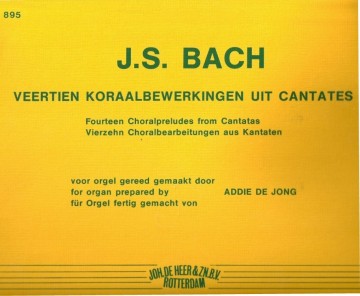 895
J.S. BACH
VEERTIEN KORAALBEWERKINGEN UIT CANTATES
Fourteen Choralpreludes from Cantatas
Vierzehn Choralbearbeitungen aus Kantaten
voor orgel gereed gemaakt door
for organ prepared by ADDIE DE JONG
für Orgel fertig gemacht von
JOH. DE HEER & ZN. B.V.
ROTTERDAM